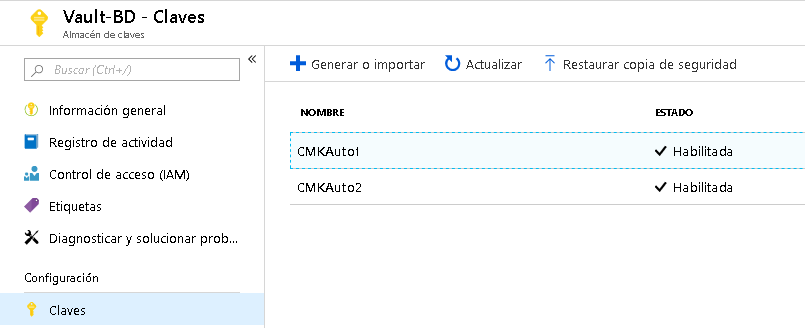 Vault-BD - Claves
Almacén de claves
Buscar (Ctrl+/)
«
Información general
Registro de actividad
Control de acceso (IAM)
Etiquetas
Diagnosticar y solucionar prob...
Configuración
Claves
Generar o importar
Actualizar
Restaurar copia de seguridad
NOMBRE ESTADO
CMKAuto1 Habilitada
CMKAuto2 Habilitada